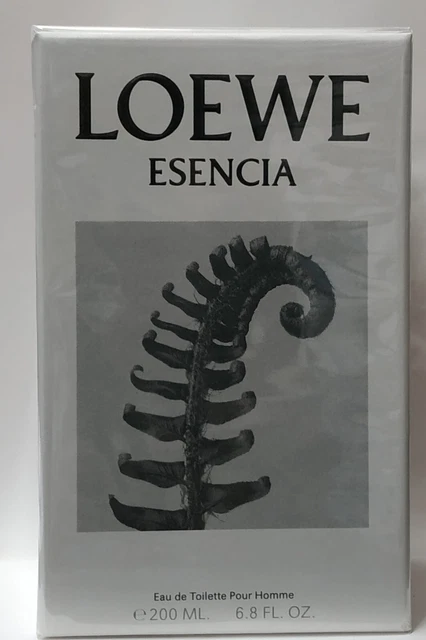 LOEWE
ESENCIA
Eau de Toilette Pour Homme
℮200 ML. 6.8 FL. OZ.